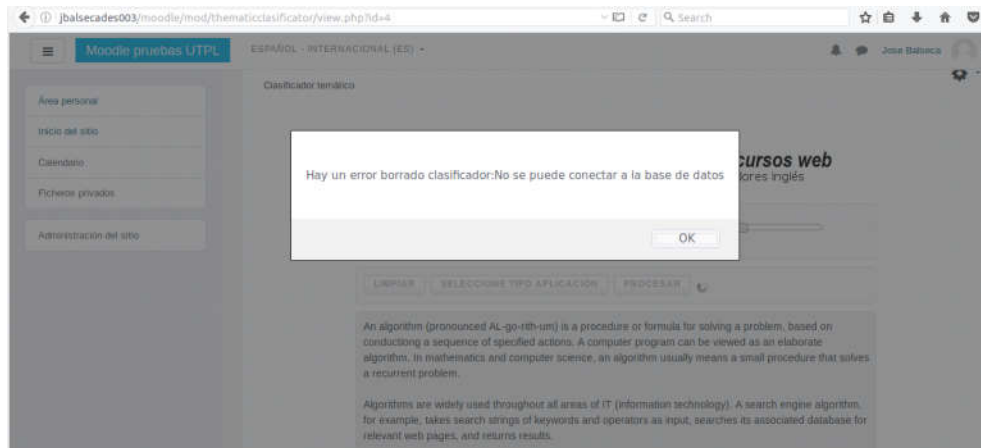 jbalsecades003/moodle/mod/thematicclasificator/view.php?id=4
Search
Moodle pruebas UTPL
ESPAÑOL - INTERNACIONAL (ES)
Jose Balseca
Clasificador temático
Área personal
Inicio del sitio
Calendario
Ficheros privados
Administración del sitio
cursos web
dores Inglés
Hay un error borrado clasificador:No se puede conectar a la base de datos
OK
LIMPIAR
SELECCIONE TIPO APLICACIÓN
PROCESAR
An algorithm (pronounced AL-go-rith-um) is a procedure or formula for solving a problem, based on
conductiong a sequence of specified actions. A computer program can be viewed as an elaborate
algorithm. In mathematics and computer science, an algorithm usually means a small procedure that solves
a recurrent problem.
Algorithms are widely used throughout all areas of IT (information technology). A search engine algorithm,
for example, takes search strings of keywords and operators as input, searches its associated database for
relevant web pages, and returns results.